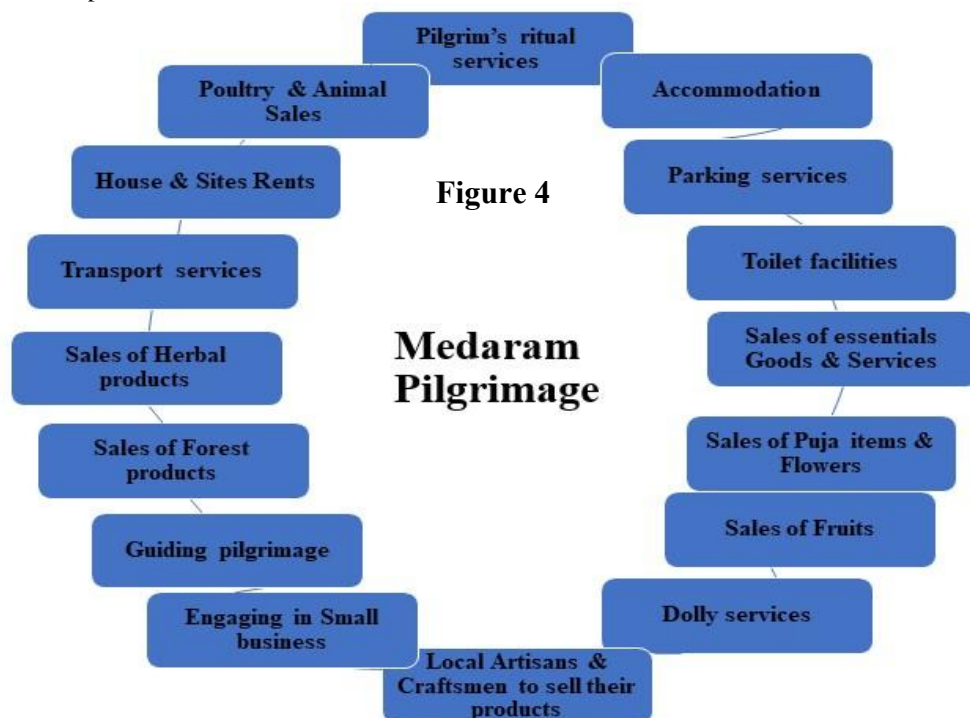 Pilgrim's ritual
services
Accommodation
Parking services
Toilet facilities
Sales of essentials
Goods & Services
Sales of Puja items &
Flowers
Sales of Fruits
Dolly services
Local Artisans &
Craftsmen to sell their
products
Engaging in Small
business
Guiding pilgrimage
Sales of Forest
products
Sales of Herbal
products
Transport services
House & Sites Rents
Poultry & Animal
Sales
Figure 4
Medaram
Pilgrimage